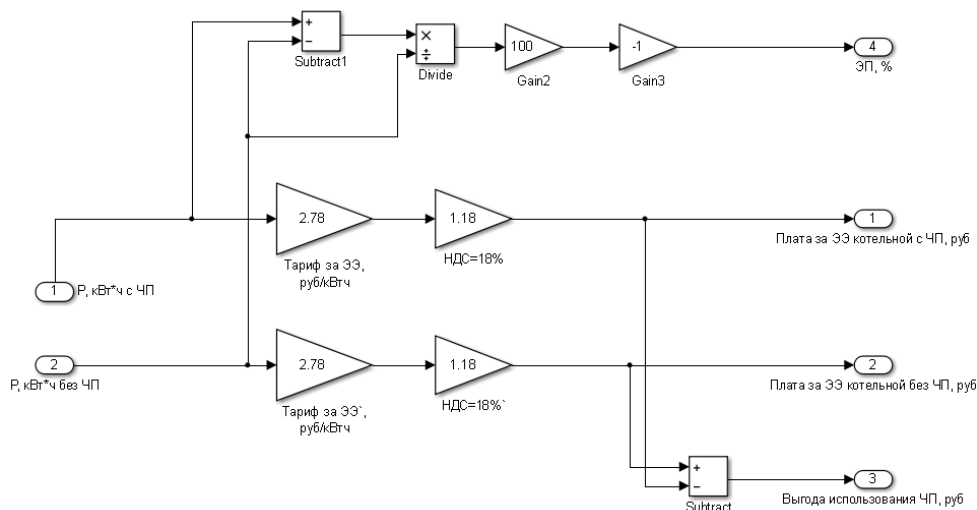 +
−
Subtract1
×
÷
Divide
100
Gain2
-1
Gain3
4
ЭП, %
2.78
Тариф за ЭЭ,
руб/кВтч
1.18
НДС=18%
1
Плата за ЭЭ котельной с ЧП, руб
1
P, кВт*ч с ЧП
2
P, кВт*ч без ЧП
2.78
Тариф за ЭЭ`,
руб/кВтч
1.18
НДС=18%`
2
Плата за ЭЭ котельной без ЧП, руб
+
−
Subtract
3
Выгода использования ЧП, руб